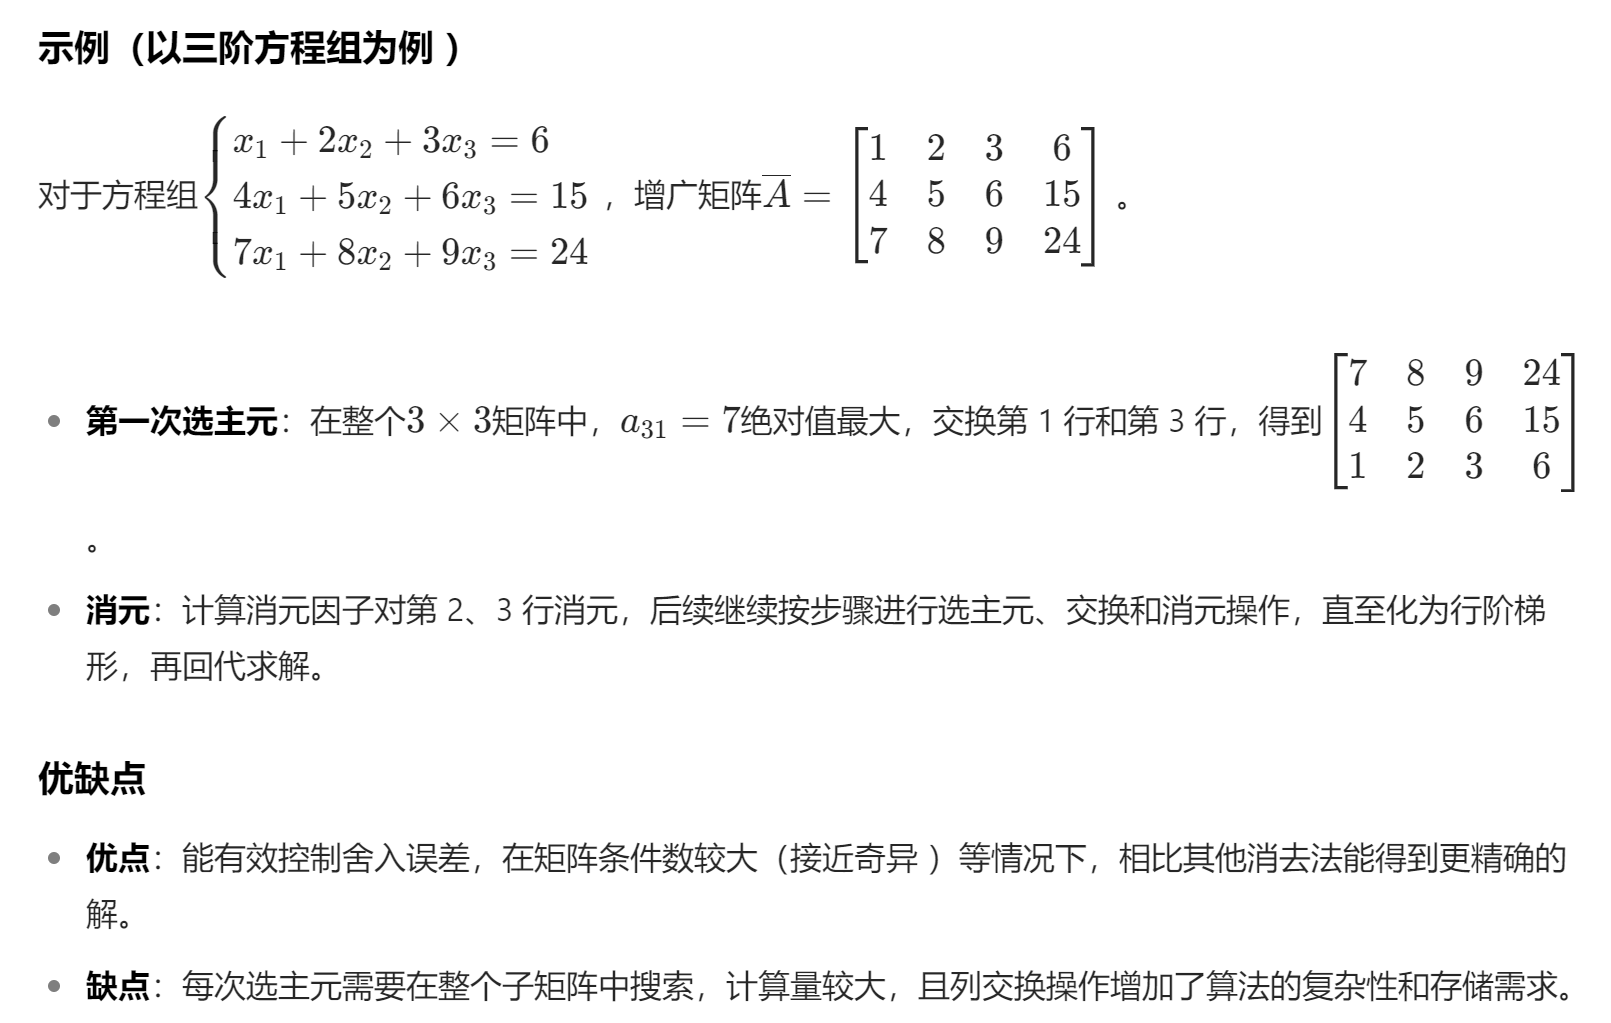 示例（以三阶方程组为例 ）
对于方程组 { x₁ + 2x₂ + 3x₃ = 6
4x₁ + 5x₂ + 6x₃ = 15
7x₁ + 8x₂ + 9x₃ = 24 ，增广矩阵A̅ = [1 2 3 6
4 5 6 15
7 8 9 24] 。
• 第一次选主元：在整个3 × 3矩阵中，a₃₁ = 7绝对值最大，交换第 1 行和第 3 行，得到 [7 8 9 24
4 5 6 15
1 2 3 6]
。
• 消元：计算消元因子对第 2、3 行消元，后续继续按步骤进行选主元、交换和消元操作，直至化为行阶梯
形，再回代求解。
优缺点
• 优点：能有效控制舍入误差，在矩阵条件数较大（接近奇异 ）等情况下，相比其他消去法能得到更精确的
解。
• 缺点：每次选主元需要在整个子矩阵中搜索，计算量较大，且列交换操作增加了算法的复杂性和存储需求。